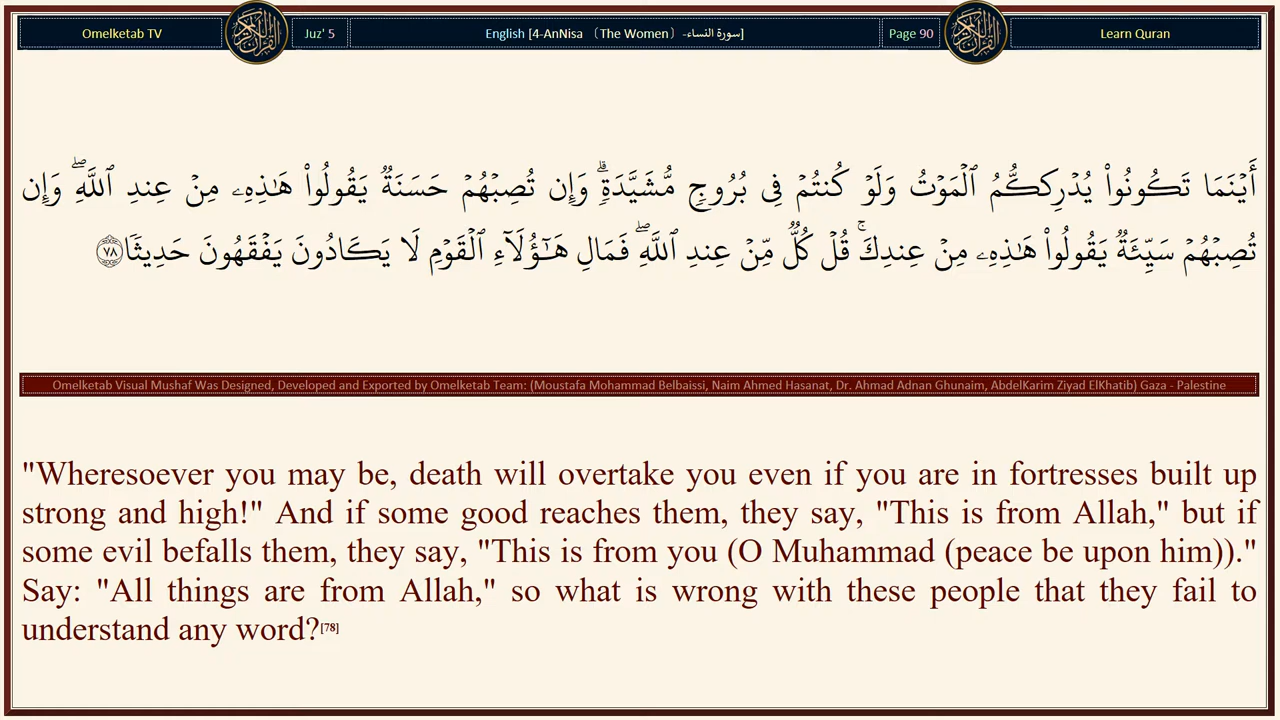 Omelketab TV
Juz' 5
English [4-AnNisa （The Women）-سورة النساء]
Page 90
Learn Quran
أَيۡنَمَا تَكُونُواْ يُدۡرِككُّمُ ٱلۡمَوۡتُ وَلَوۡ كُنتُمۡ فِي بُرُوجٖ مُّشَيَّدَةٖۗ وَإِن تُصِبۡهُمۡ حَسَنَةٞ يَقُولُواْ هَٰذِهِۦ مِنۡ عِندِ ٱللَّهِۖ وَإِن
تُصِبۡهُمۡ سَيِّئَةٞ يَقُولُواْ هَٰذِهِۦ مِنۡ عِندِكَۚ قُلۡ كُلّٞ مِّنۡ عِندِ ٱللَّهِۖ فَمَالِ هَٰٓؤُلَآءِ ٱلۡقَوۡمِ لَا يَكَادُونَ يَفۡقَهُونَ حَدِيثٗا ٧٨
Omelketab Visual Mushaf Was Designed, Developed and Exported by Omelketab Team: (Moustafa Mohammad Belbaissi, Naim Ahmed Hasanat, Dr. Ahmad Adnan Ghunaim, AbdelKarim Ziyad ElKhatib) Gaza - Palestine
"Wheresoever you may be, death will overtake you even if you are in fortresses built up
strong and high!" And if some good reaches them, they say, "This is from Allah," but if
some evil befalls them, they say, "This is from you (O Muhammad (peace be upon him))."
Say: "All things are from Allah," so what is wrong with these people that they fail to
understand any word?[78]